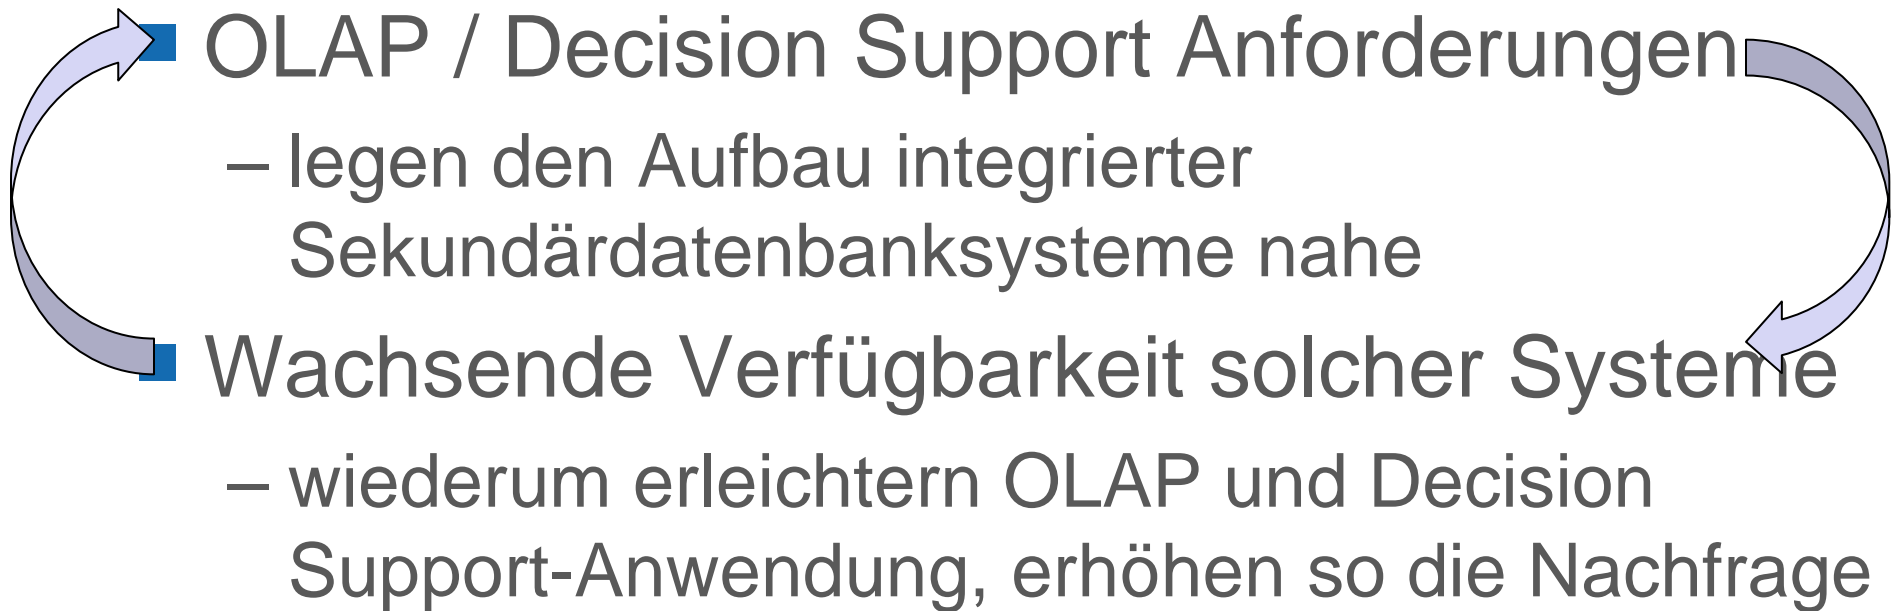 OLAP / Decision Support Anforderungen
– legen den Aufbau integrierter
Sekundärdatenbanksysteme nahe
Wachsende Verfügbarkeit solcher Systeme
– wiederum erleichtern OLAP und Decision
Support-Anwendung, erhöhen so die Nachfrage